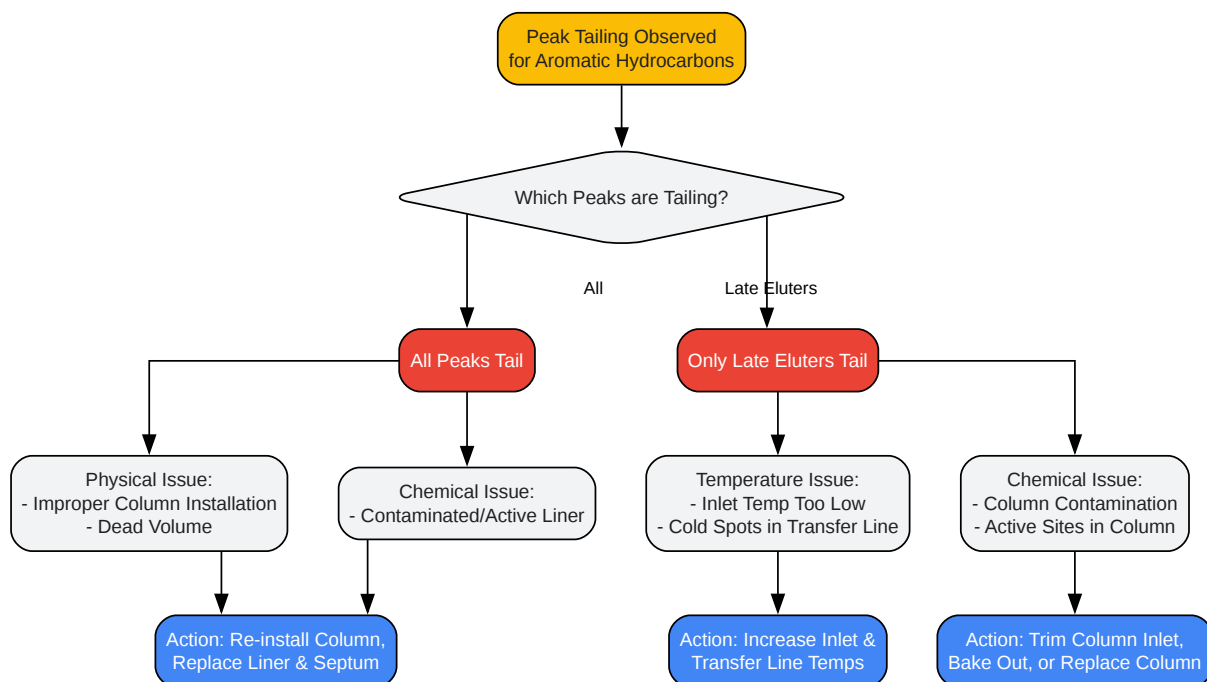 Peak Tailing Observed
for Aromatic Hydrocarbons
Which Peaks are Tailing?
All
Late Eluters
All Peaks Tail
Only Late Eluters Tail
Physical Issue:
- Improper Column Installation
- Dead Volume
Chemical Issue:
- Contaminated/Active Liner
Temperature Issue:
- Inlet Temp Too Low
- Cold Spots in Transfer Line
Chemical Issue:
- Column Contamination
- Active Sites in Column
Action: Re-install Column,
Replace Liner & Septum
Action: Increase Inlet &
Transfer Line Temps
Action: Trim Column Inlet,
Bake Out, or Replace Column